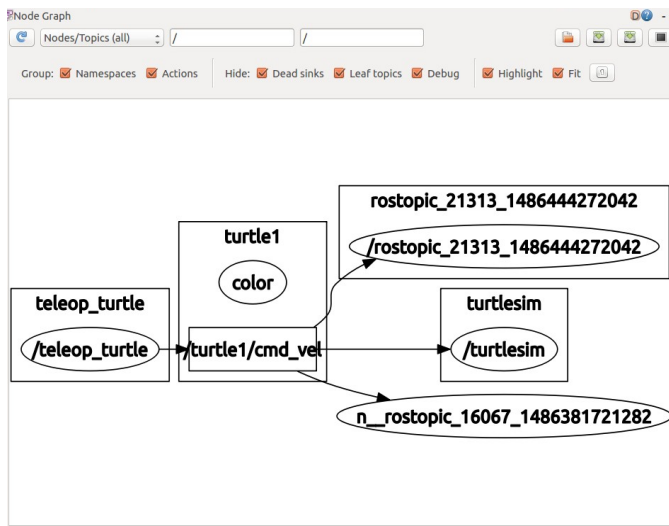 Node Graph
D
Nodes/Topics (all) / /
Group: Namespaces Actions Hide: Dead sinks Leaf topics Debug Highlight Fit
rostopic_21313_1486444272042
/rostopic_21313_1486444272042
turtle1
color
teleop_turtle
/teleop_turtle
/turtle1/cmd_vel
turtlesim
/turtlesim
n__rostopic_16067_1486381721282